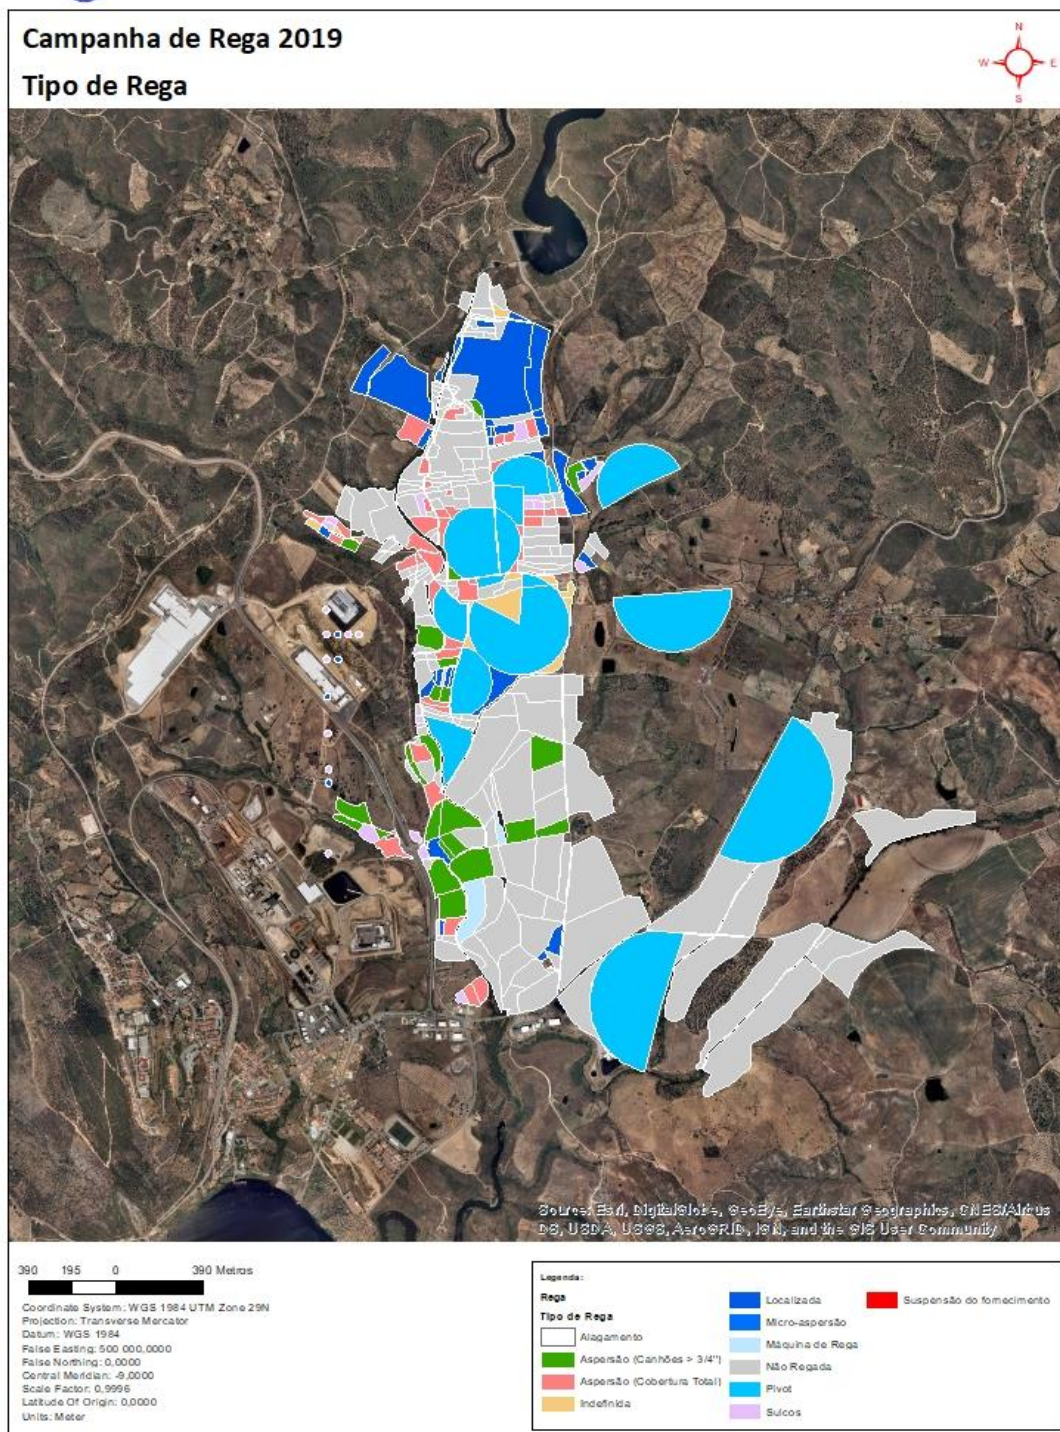 Campanha de Rega 2019
Tipo de Rega
N
W E
S
Source: Esri, DigitalGlobe, GeoEye, Earthstar Geographics, CNES/Airbus
DS, USDA, USGS, AeroGRID, IGN, and the GIS User Community
390 195 0 390 Metros
Coordinate System: WGS 1984 UTM Zone 29N
Projection: Transverse Mercator
Datum: WGS 1984
False Easting: 500 000,0000
False Northing: 0,0000
Central Meridian: -9,0000
Scale Factor: 0,9996
Latitude Of Origin: 0,0000
Units: Meter
Legenda:
Rega
Tipo de Rega
Alagamento
Aspersão (Canhões > 3/4")
Aspersão (Cobertura Total)
Indefinida
Localizada
Micro-aspersão
Máquina de Rega
Não Regada
Pivot
Sulcos
Suspensão do fornecimento